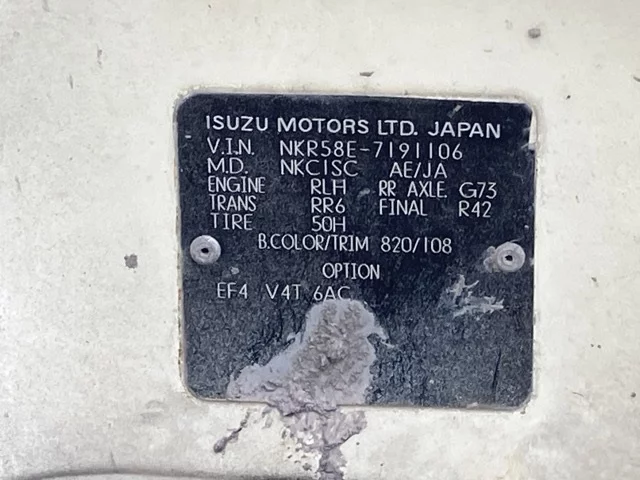 ISUZU MOTORS LTD. JAPAN
V.I.N. NKR58E-7191106
M.D. NKC1SC AE/JA
ENGINE RLH RR AXLE. G73
TRANS RR6 FINAL R42
TIRE 50H
B.COLOR/TRIM 820/108
OPTION
EF4 V4T 6AC